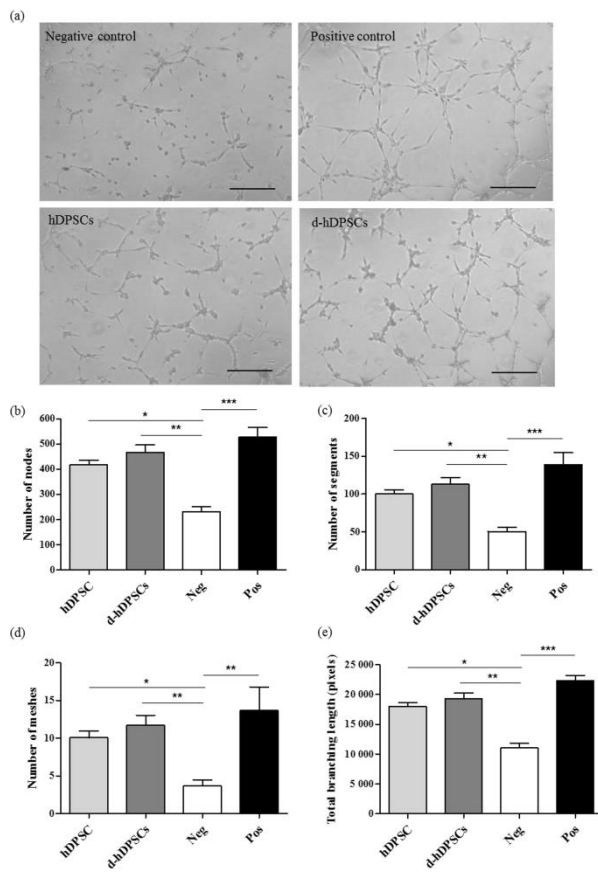 (a)
Negative control
Positive control
hDPSCs
d-hDPSCs
(b)
Number of nodes
600
500
400
300
200
100
0
*
**
***
hDPSC
d-hDPSCs
Neg
Pos
(c)
Number of segments
200
150
100
50
0
*
**
***
hDPSC
d-hDPSCs
Neg
Pos
(d)
Number of meshes
20
15
10
5
0
*
**
**
hDPSC
d-hDPSCs
Neg
Pos
(e)
Total branching length (pixels)
25 000
20 000
15 000
10 000
5 000
0
*
**
***
hDPSC
d-hDPSCs
Neg
Pos